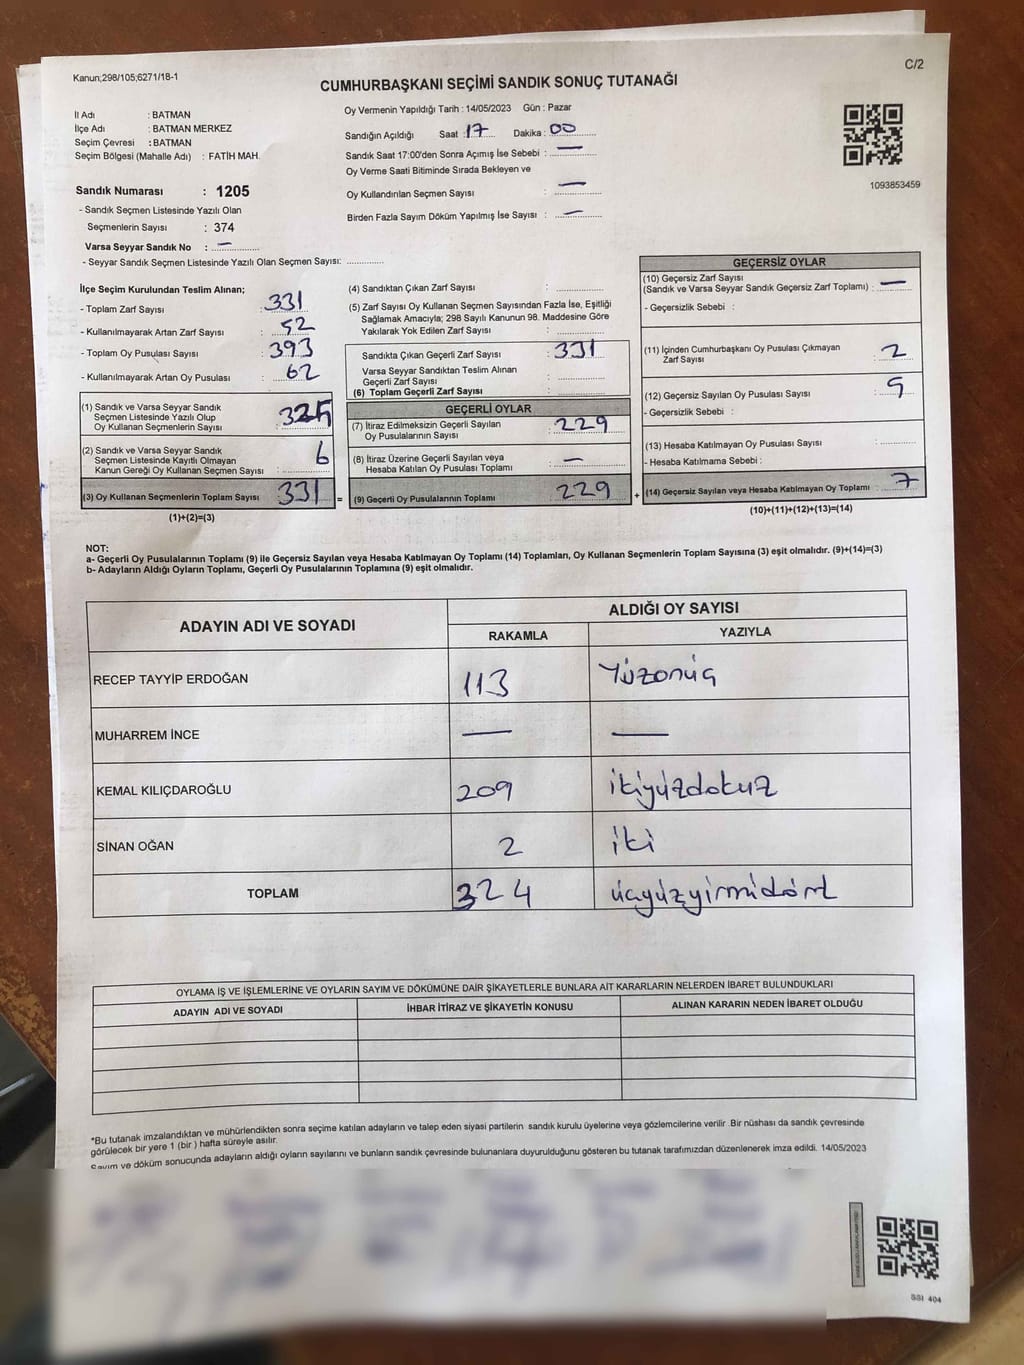 Kanun;298/105;6271/18-1
C/2
CUMHURBAŞKANI SEÇİMİ SANDIK SONUÇ TUTANAĞI
İl Adı : BATMAN
İlçe Adı : BATMAN MERKEZ
Seçim Çevresi : BATMAN
Seçim Bölgesi (Mahalle Adı) : FATİH MAH.
Sandık Numarası : 1205
- Sandık Seçmen Listesinde Yazılı Olan
Seçmenlerin Sayısı : 374
Varsa Seyyar Sandık No : —
- Seyyar Sandık Seçmen Listesinde Yazılı Olan Seçmen Sayısı: ..............
Oy Vermenin Yapıldığı Tarih : 14/05/2023 Gün : Pazar
Sandığın Açıldığı Saat : 17 Dakika : 00
Sandık Saat 17:00'den Sonra Açımış İse Sebebi : —
Oy Verme Saati Bitiminde Sırada Bekleyen ve
Oy Kullandırılan Seçmen Sayısı : —
Birden Fazla Sayım Döküm Yapılmış İse Sayısı : —
1093853459
İlçe Seçim Kurulundan Teslim Alınan;
- Toplam Zarf Sayısı : 331
- Kullanılmayarak Artan Zarf Sayısı : 52
- Toplam Oy Pusulası Sayısı : 393
- Kullanılmayarak Artan Oy Pusulası : 62
(1) Sandık ve Varsa Seyyar Sandık
Seçmen Listesinde Yazılı Olup
Oy Kullanan Seçmenlerin Sayısı : 325
(2) Sandık ve Varsa Seyyar Sandık
Seçmen Listesinde Kayıtlı Olmayan
Kanun Gereği Oy Kullanan Seçmen Sayısı : 6
(3) Oy Kullanan Seçmenlerin Toplam Sayısı : 331 =
(1)+(2)=(3)
(4) Sandıktan Çıkan Zarf Sayısı : ..............
(5) Zarf Sayısı Oy Kullanan Seçmen Sayısından Fazla İse, Eşitliği
Sağlamak Amacıyla; 298 Sayılı Kanunun 98. Maddesine Göre
Yakılarak Yok Edilen Zarf Sayısı : ..............
Sandıkta Çıkan Geçerli Zarf Sayısı : 331
Varsa Seyyar Sandıktan Teslim Alınan
Geçerli Zarf Sayısı : ..............
(6) Toplam Geçerli Zarf Sayısı : ..............
GEÇERLİ OYLAR
(7) İtiraz Edilmeksizin Geçerli Sayılan
Oy Pusulalarının Sayısı : 229
(8) İtiraz Üzerine Geçerli Sayılan veya
Hesaba Katılan Oy Pusulası Toplamı : —
(9) Geçerli Oy Pusulalarının Toplamı 229 +
GEÇERSİZ OYLAR
(10) Geçersiz Zarf Sayısı
(Sandık ve Varsa Seyyar Sandık Geçersiz Zarf Toplamı) : —
- Geçersizlik Sebebi :
(11) İçinden Cumhurbaşkanı Oy Pusulası Çıkmayan
Zarf Sayısı : 2
(12) Geçersiz Sayılan Oy Pusulası Sayısı : 5
- Geçersizlik Sebebi :
(13) Hesaba Katılmayan Oy Pusulası Sayısı : ..............
- Hesaba Katılmama Sebebi :
(14) Geçersiz Sayılan veya Hesaba Katılmayan Oy Toplamı : 7
(10)+(11)+(12)+(13)=(14)
NOT:
a- Geçerli Oy Pusulalarının Toplamı (9) ile Geçersiz Sayılan veya Hesaba Katılmayan Oy Toplamı (14) Toplamları, Oy Kullanan Seçmenlerin Toplam Sayısına (3) eşit olmalıdır. (9)+(14)=(3)
b- Adayların Aldığı Oyların Toplamı, Geçerli Oy Pusulalarının Toplamına (9) eşit olmalıdır.
ADAYIN ADI VE SOYADI
ALDIĞI OY SAYISI
RAKAMLA YAZIYLA
RECEP TAYYİP ERDOĞAN 113 Yüzonüç
MUHARREM İNCE — —
KEMAL KILIÇDAROĞLU 209 ikiyüzdokuz
SİNAN OĞAN 2 iki
TOPLAM 324 üçyüzyirmidört
OYLAMA İŞ VE İŞLEMLERİNE VE OYLARIN SAYIM VE DÖKÜMÜNE DAİR ŞİKAYETLERLE BUNLARA AİT KARARLARIN NELERDEN İBARET BULUNDUKLARI
ADAYIN ADI VE SOYADI İHBAR İTİRAZ VE ŞİKAYETİN KONUSU ALINAN KARARIN NEDEN İBARET OLDUĞU
*Bu tutanak imzalandıktan ve mühürlendikten sonra seçime katılan adayların ve talep eden siyasi partilerin sandık kurulu üyelerine veya gözlemcilerine verilir. Bir nüshası da sandık çevresinde
görülecek bir yere 1 (bir ) hafta süreyle asılır.
Sayım ve döküm sonucunda adayların aldığı oyların sayılarını ve bunların sandık çevresinde bulunanlara duyurulduğunu gösteren bu tutanak tarafımızdan düzenlenerek imza edildi. 14/05/2023
SSI 404